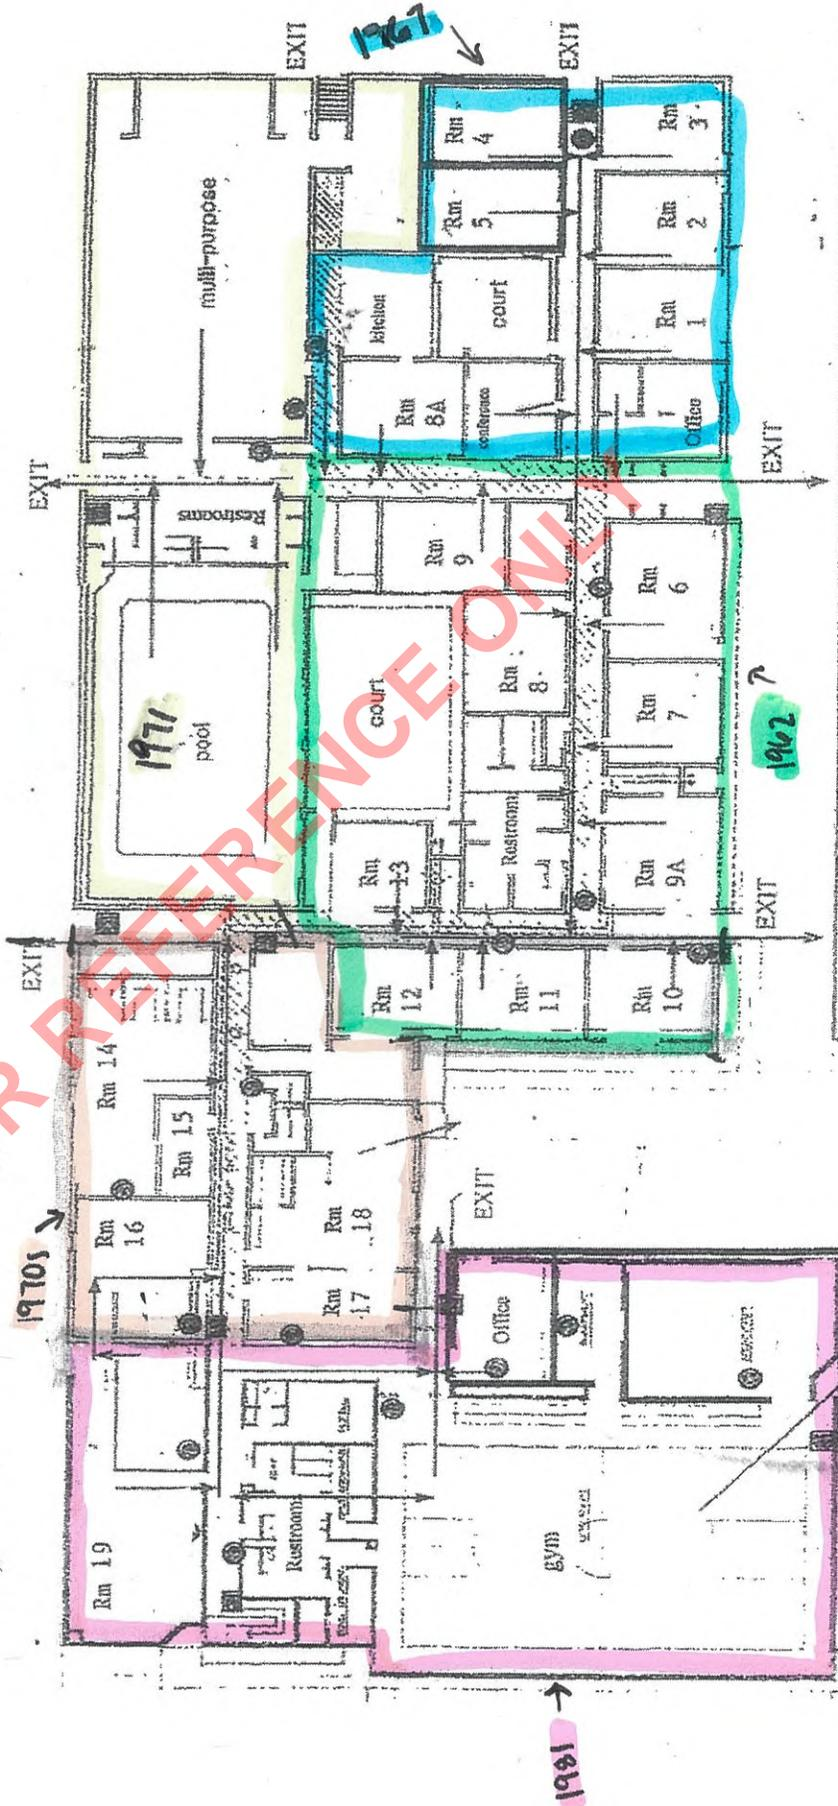 EXIT
1967
EXIT
multi-purpose
Rm
4
Rm
3
Rm
5
Rm
2
kitchen
court
Rm
1
Rm
8A
conference
Office
EXIT
EXIT
Restrooms
Rm
9
Rm
6
1971
pool
court
Rm
8
Rm
7
1962
Rm
13
Restroom
Rm
9A
EXIT
EXIT
Rm
12
Rm
11
Rm
10
Rm 14
Rm 15
Rm
16
Rm
18
Rm
17
1970s
EXIT
Office
Rm 19
Restroom
gym
1981
R REFERENCE ONLY